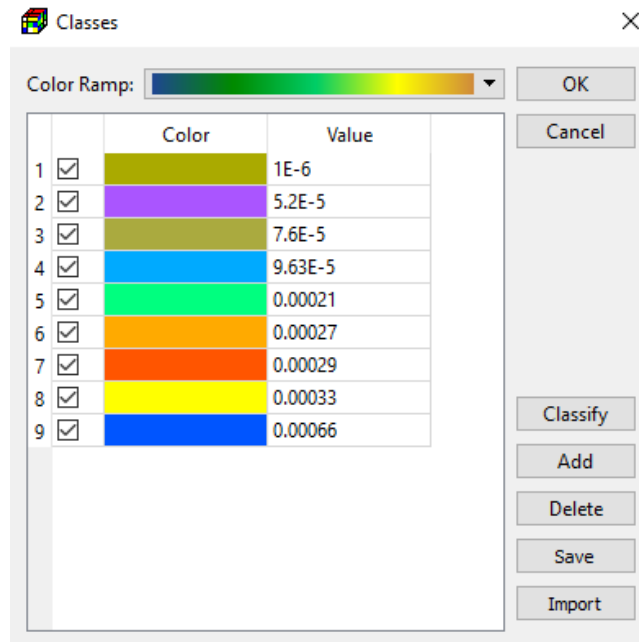 Classes
Color Ramp:
OK
Cancel
Color Value
1 1E-6
2 5.2E-5
3 7.6E-5
4 9.63E-5
5 0.00021
6 0.00027
7 0.00029
8 0.00033
9 0.00066
Classify
Add
Delete
Save
Import